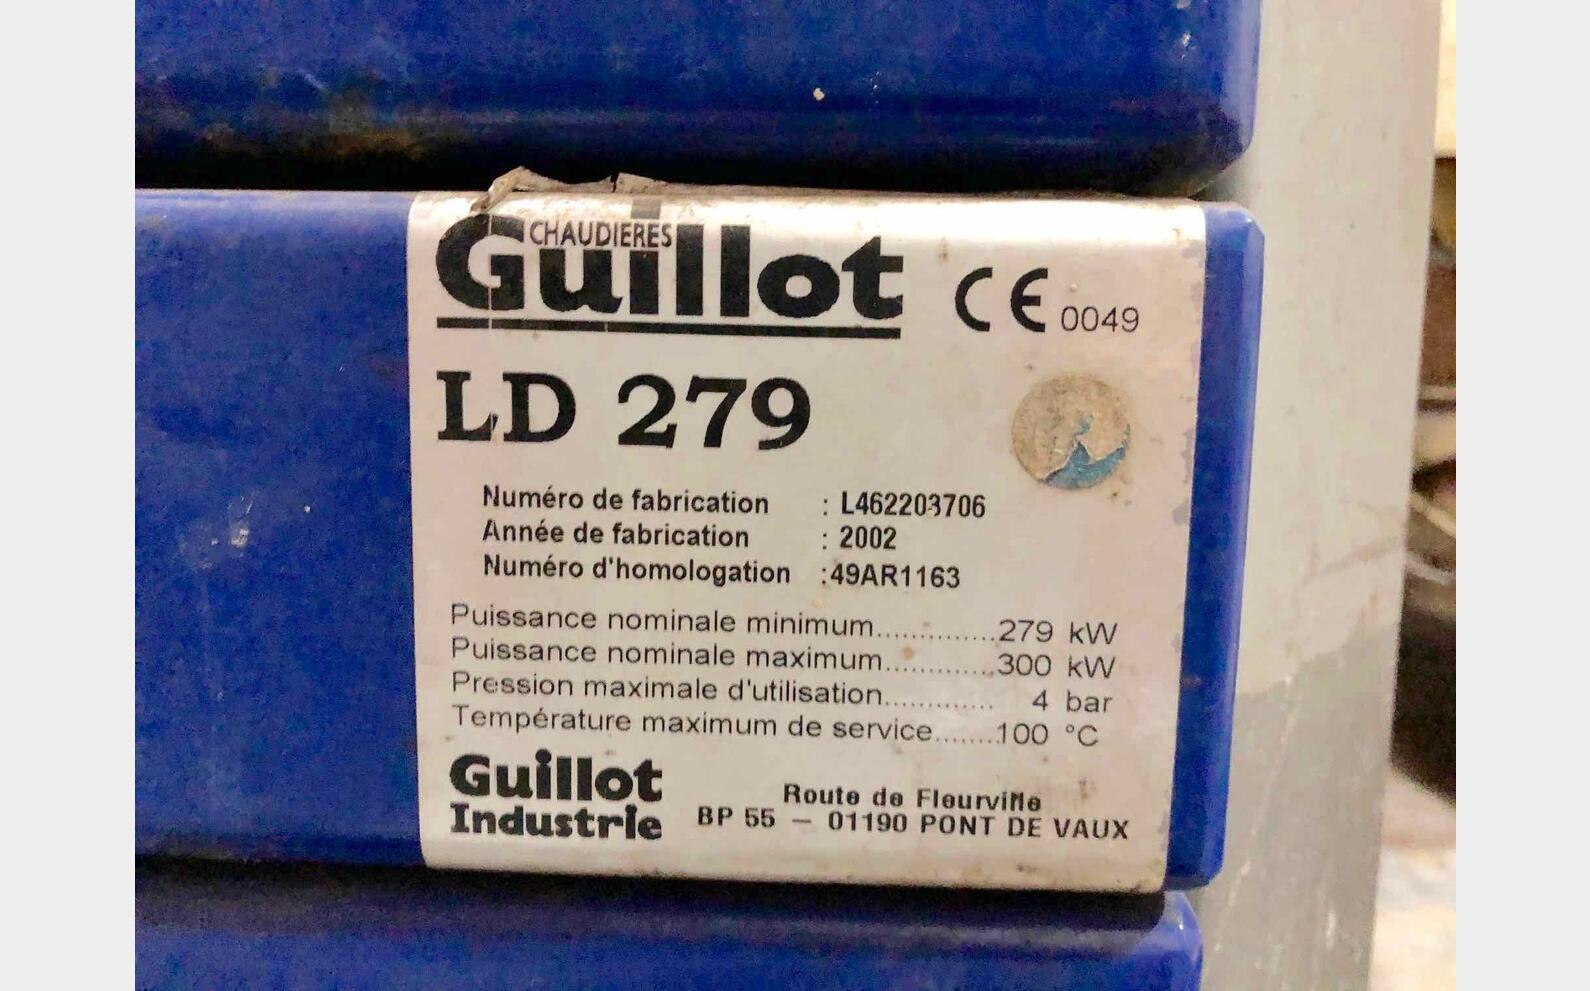 CHAUDIERES
Guillot
CE 0049
LD 279
Numéro de fabrication : L462203706
Année de fabrication : 2002
Numéro d'homologation :49AR1163
Puissance nominale minimum..............279 kW
Puissance nominale maximum.............300 kW
Pression maximale d'utilisation............. 4 bar
Température maximum de service........100 °C
Guillot
Industrie
Route de Fleurville
BP 55 — 01190 PONT DE VAUX